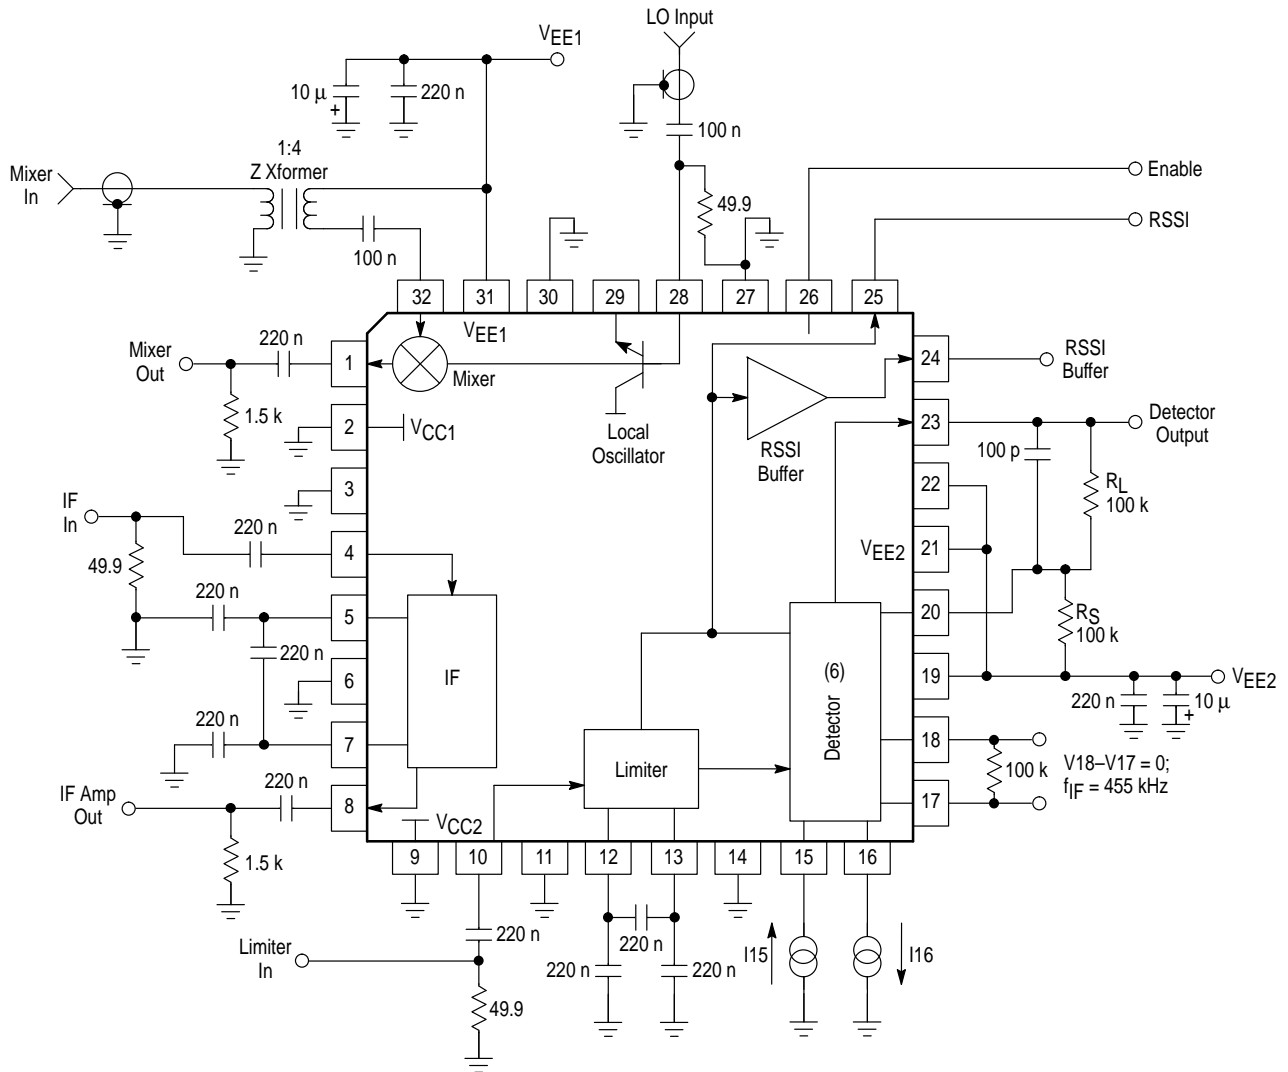 LO Input
VEE1
10 µ
+
220 n
100 n
1:4
Z Xformer
Mixer
In
49.9
Enable
RSSI
100 n
32
31
30
29
28
27
26
25
VEE1
220 n
Mixer
Out
1
Mixer
24
RSSI
Buffer
1.5 k
2
VCC1
Local
Oscillator
RSSI
Buffer
23
Detector
Output
100 p
RL
100 k
3
22
IF
In
220 n
4
VEE2
21
49.9
220 n
5
20
RS
100 k
220 n
6
IF
(6)
Detector
19
VEE2
220 n
10 µ
+
220 n
7
Limiter
18
100 k
V18–V17 = 0;
fIF = 455 kHz
IF Amp
Out
220 n
8
VCC2
17
1.5 k
9
10
11
12
13
14
15
16
220 n
220 n
Limiter
In
220 n
220 n
I15
I16
49.9